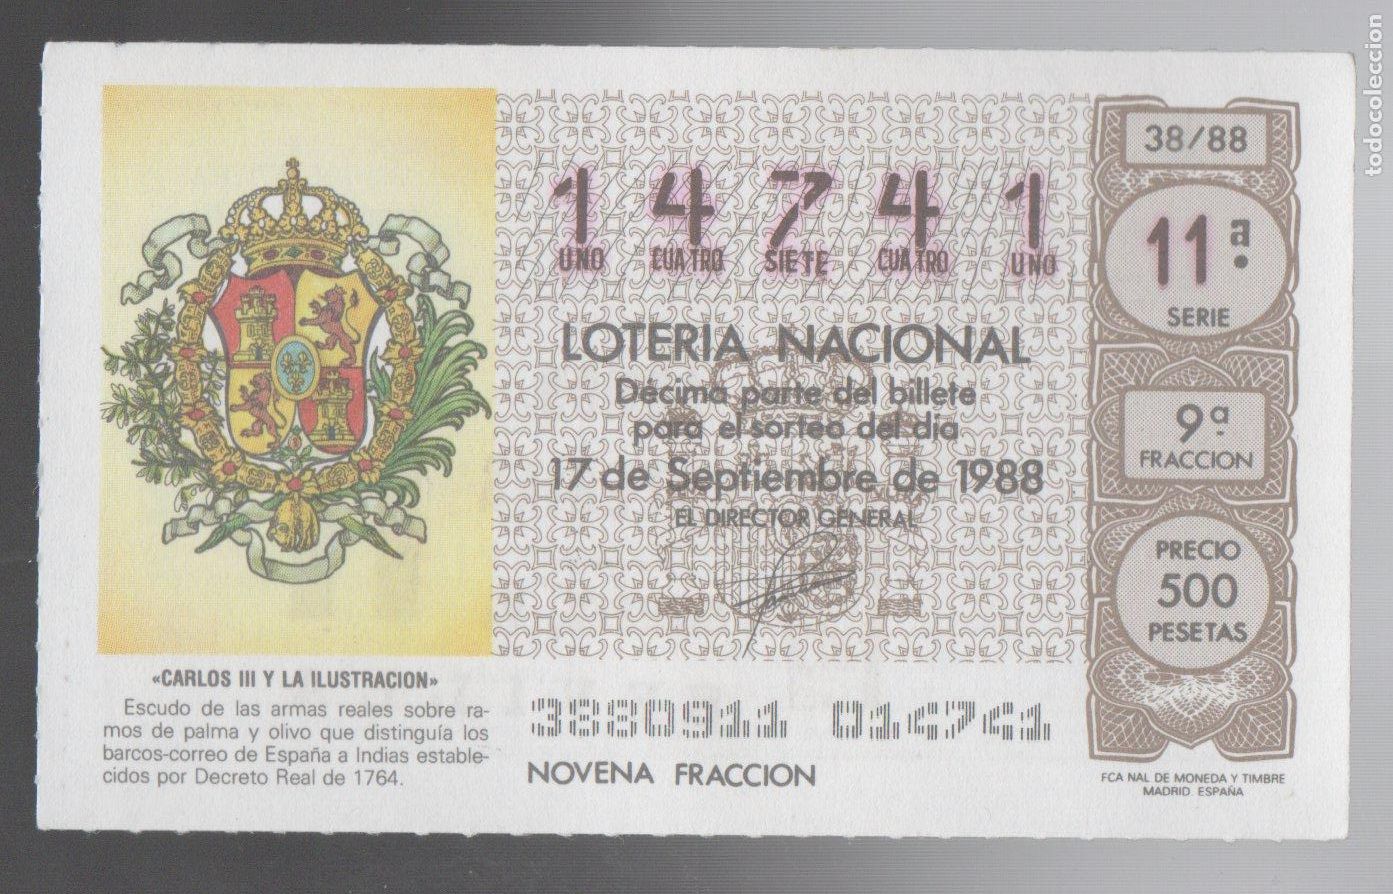 38/88
1 4 7 4 1
UNO CUATRO SIETE CUATRO UNO
11ª
SERIE
LOTERIA NACIONAL
Décima parte del billete
para el sorteo del día
17 de Septiembre de 1988
EL DIRECTOR GENERAL
9ª
FRACCION
PRECIO
500
PESETAS
«CARLOS III Y LA ILUSTRACION»
Escudo de las armas reales sobre ra-
mos de palma y olivo que distinguía los
barcos-correo de España a Indias estable-
cidos por Decreto Real de 1764.
3880911 014741
NOVENA FRACCION
FCA NAL DE MONEDA Y TIMBRE
MADRID. ESPAÑA
todocoleccion